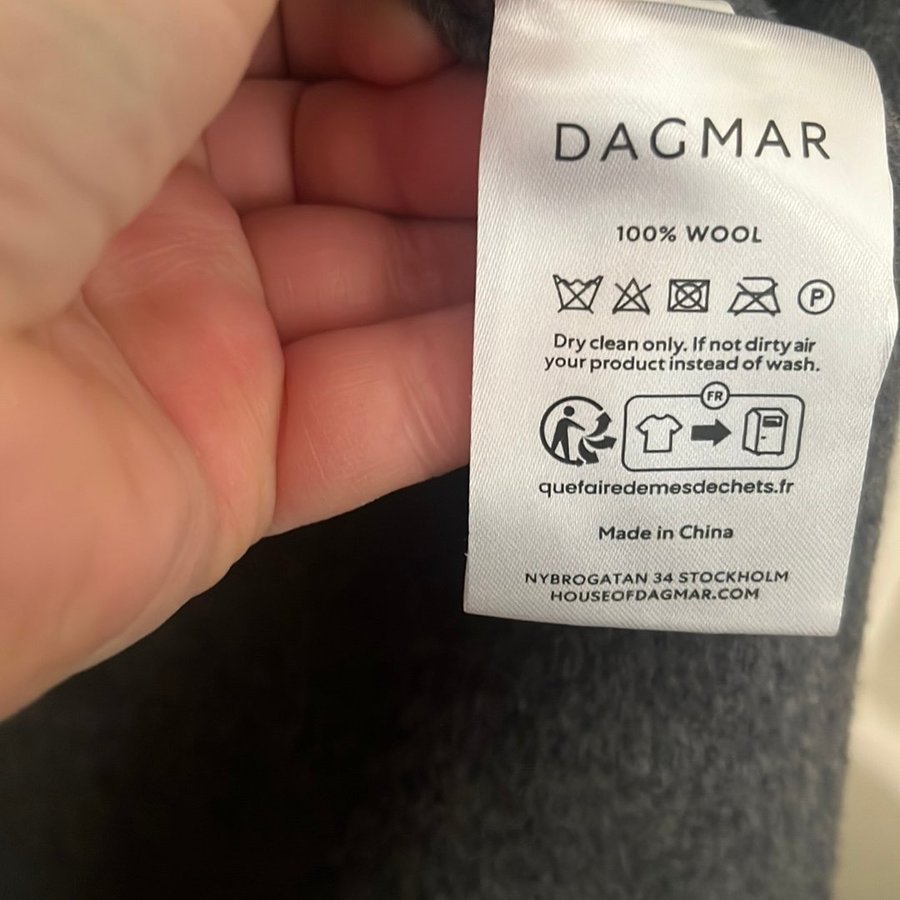 DAGMAR
100% WOOL
P
Dry clean only. If not dirty air
your product instead of wash.
FR
quefairedemesdechets.fr
Made in China
NYBROGATAN 34 STOCKHOLM
HOUSEOFDAGMAR.COM